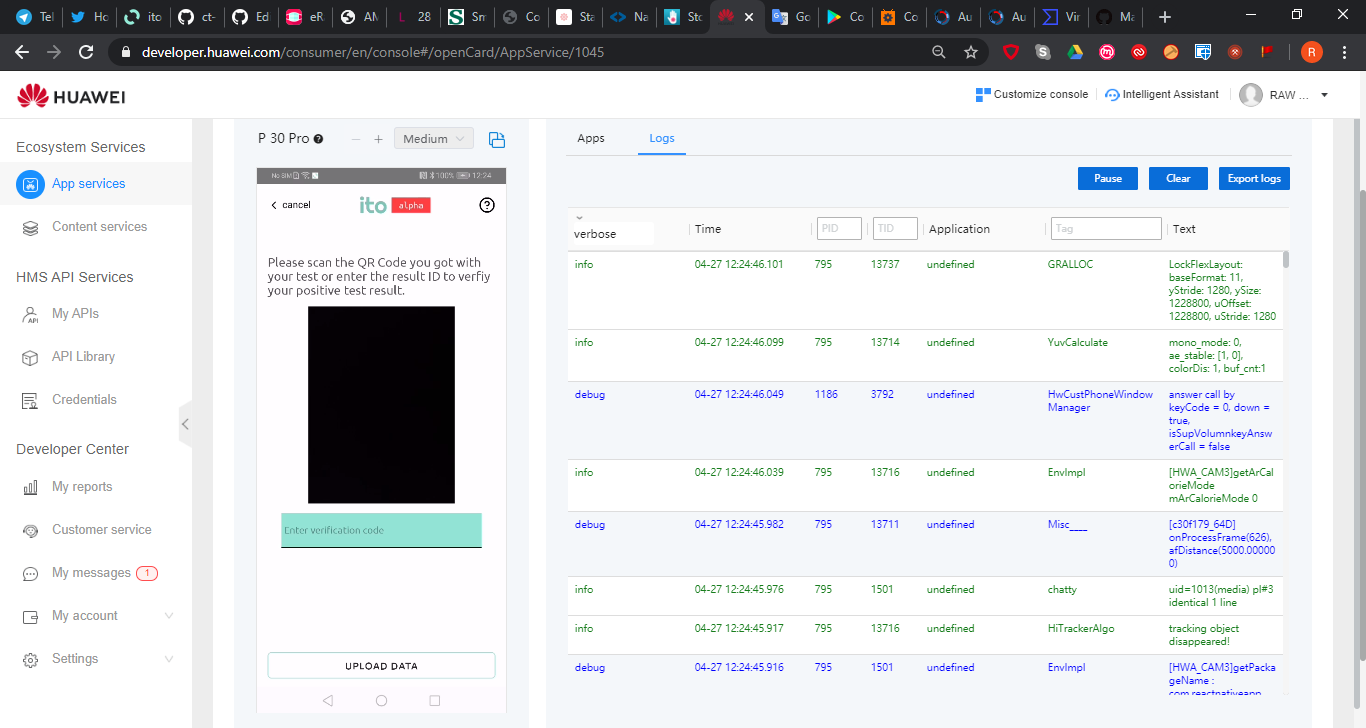 Tel
Ho
ito
ct-
Ed
eR
AM
28
Sm
Co
Sta
Na
Sto
Go
Co
Co
Au
Au
Vir
Ma
developer.huawei.com/consumer/en/console#/openCard/AppService/1045
R
HUAWEI
Customize console
Intelligent Assistant
RAW ...
Ecosystem Services
App services
Content services
HMS API Services
My APIs
API Library
Credentials
Developer Center
My reports
Customer service
My messages 1
My account
Settings
P 30 Pro
Medium
No SIM 100% 12:24
cancel
ito alpha
Please scan the QR Code you got with
your test or enter the result ID to verfiy
your positive test result.
Enter verification code
UPLOAD DATA
Apps Logs
Pause Clear Export logs
verbose Time PID TID Application Tag Text
info 04-27 12:24:46.101 795 13737 undefined GRALLOC LockFlexLayout:
baseFormat: 11,
yStride: 1280, ySize:
1228800, uOffset:
1228800, uStride: 1280
info 04-27 12:24:46.099 795 13714 undefined YuvCalculate mono_mode: 0,
ae_stable: [1, 0],
colorDis: 1, buf_cnt:1
debug 04-27 12:24:46.049 1186 3792 undefined HwCustPhoneWindow answer call by
Manager keyCode = 0, down =
true,
isSupVolumnkeyAnsw
erCall = false
info 04-27 12:24:46.039 795 13716 undefined EnvImpl [HWA_CAM3]getArCal
orieMode
mArCalorieMode 0
debug 04-27 12:24:45.982 795 13711 undefined Misc____ [c30f179_64D]
onProcessFrame(626),
afDistance(5000.00000
0)
info 04-27 12:24:45.976 795 1501 undefined chatty uid=1013(media) pl#3
identical 1 line
info 04-27 12:24:45.917 795 13716 undefined HiTrackerAlgo tracking object
disappeared!
debug 04-27 12:24:45.916 795 1501 undefined EnvImpl [HWA_CAM3]getPacka
geName :
com.reactnativeapp